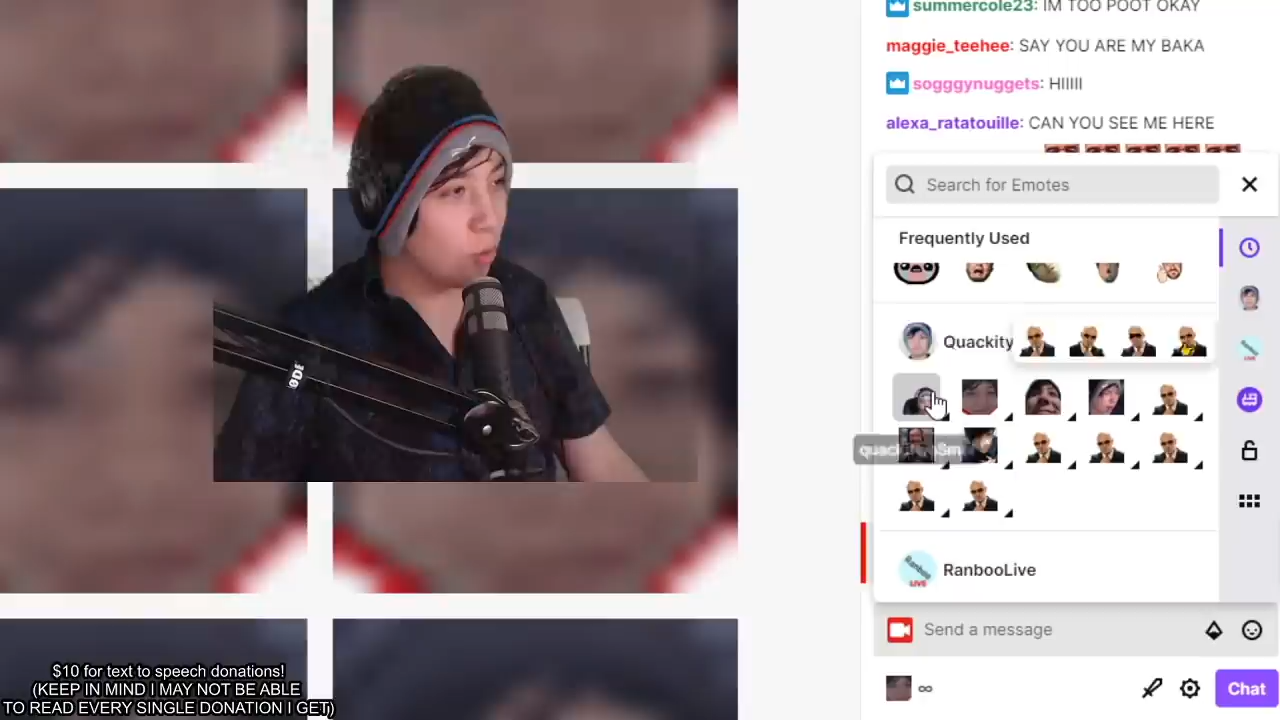 summercole23: IM TOO POOT OKAY
maggie_teehee: SAY YOU ARE MY BAKA
sogggynuggets: HIIIII
alexa_ratatouille: CAN YOU SEE ME HERE
Search for Emotes
Frequently Used
Quackity
RanbooLive
LIVE
Send a message
∞
Chat
$10 for text to speech donations!
(KEEP IN MIND I MAY NOT BE ABLE
TO READ EVERY SINGLE DONATION I GET)